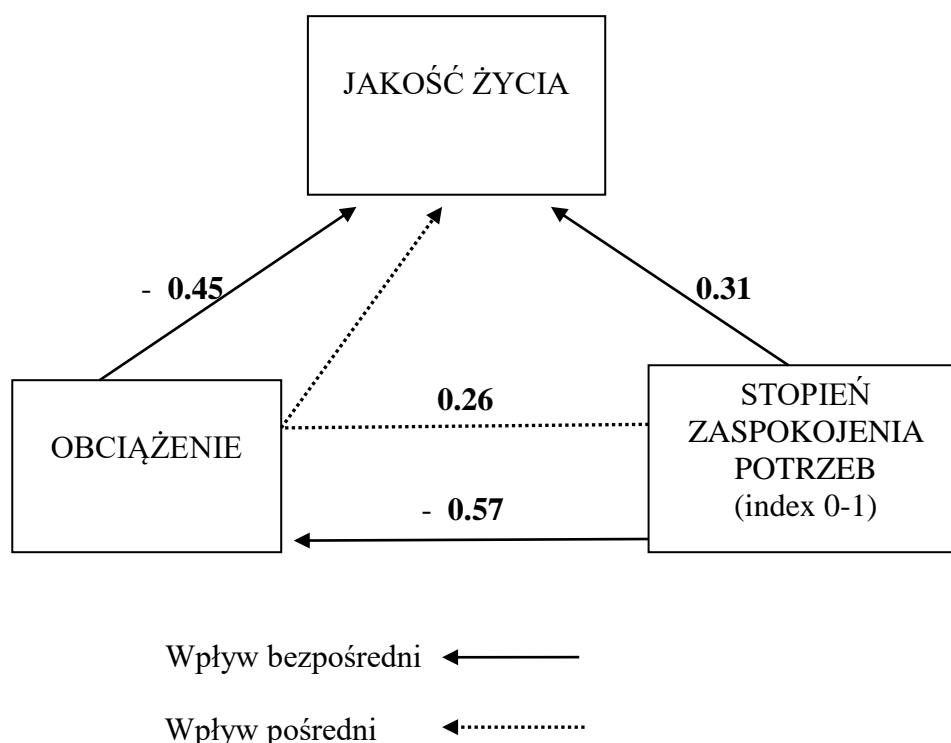 JAKOŚĆ ŻYCIA
- 0.45
0.31
OBCIĄŻENIE
0.26
- 0.57
STOPIEŃ
ZASPOKOJENIA
POTRZEB
(index 0-1)
Wpływ bezpośredni
Wpływ pośredni